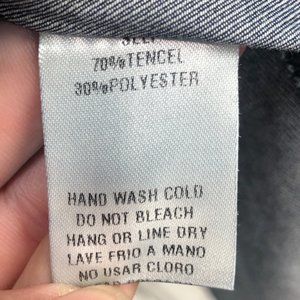 SELF
70%TENCEL
30%POLYESTER
HAND WASH COLD
DO NOT BLEACH
HANG OR LINE DRY
LAVE FRIO A MANO
NO USAR CLORO